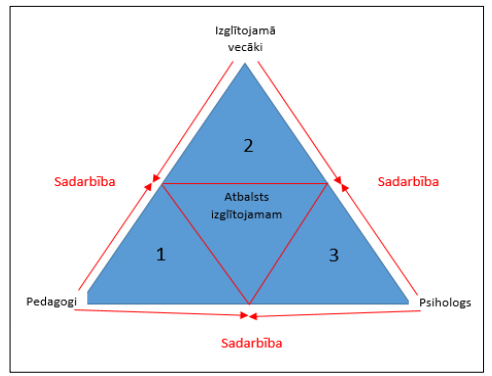 Izglītojamā
vecāki
2
Sadarbība
Sadarbība
Atbalsts
izglītojamam
1
3
Pedagogi
Psihologs
Sadarbība